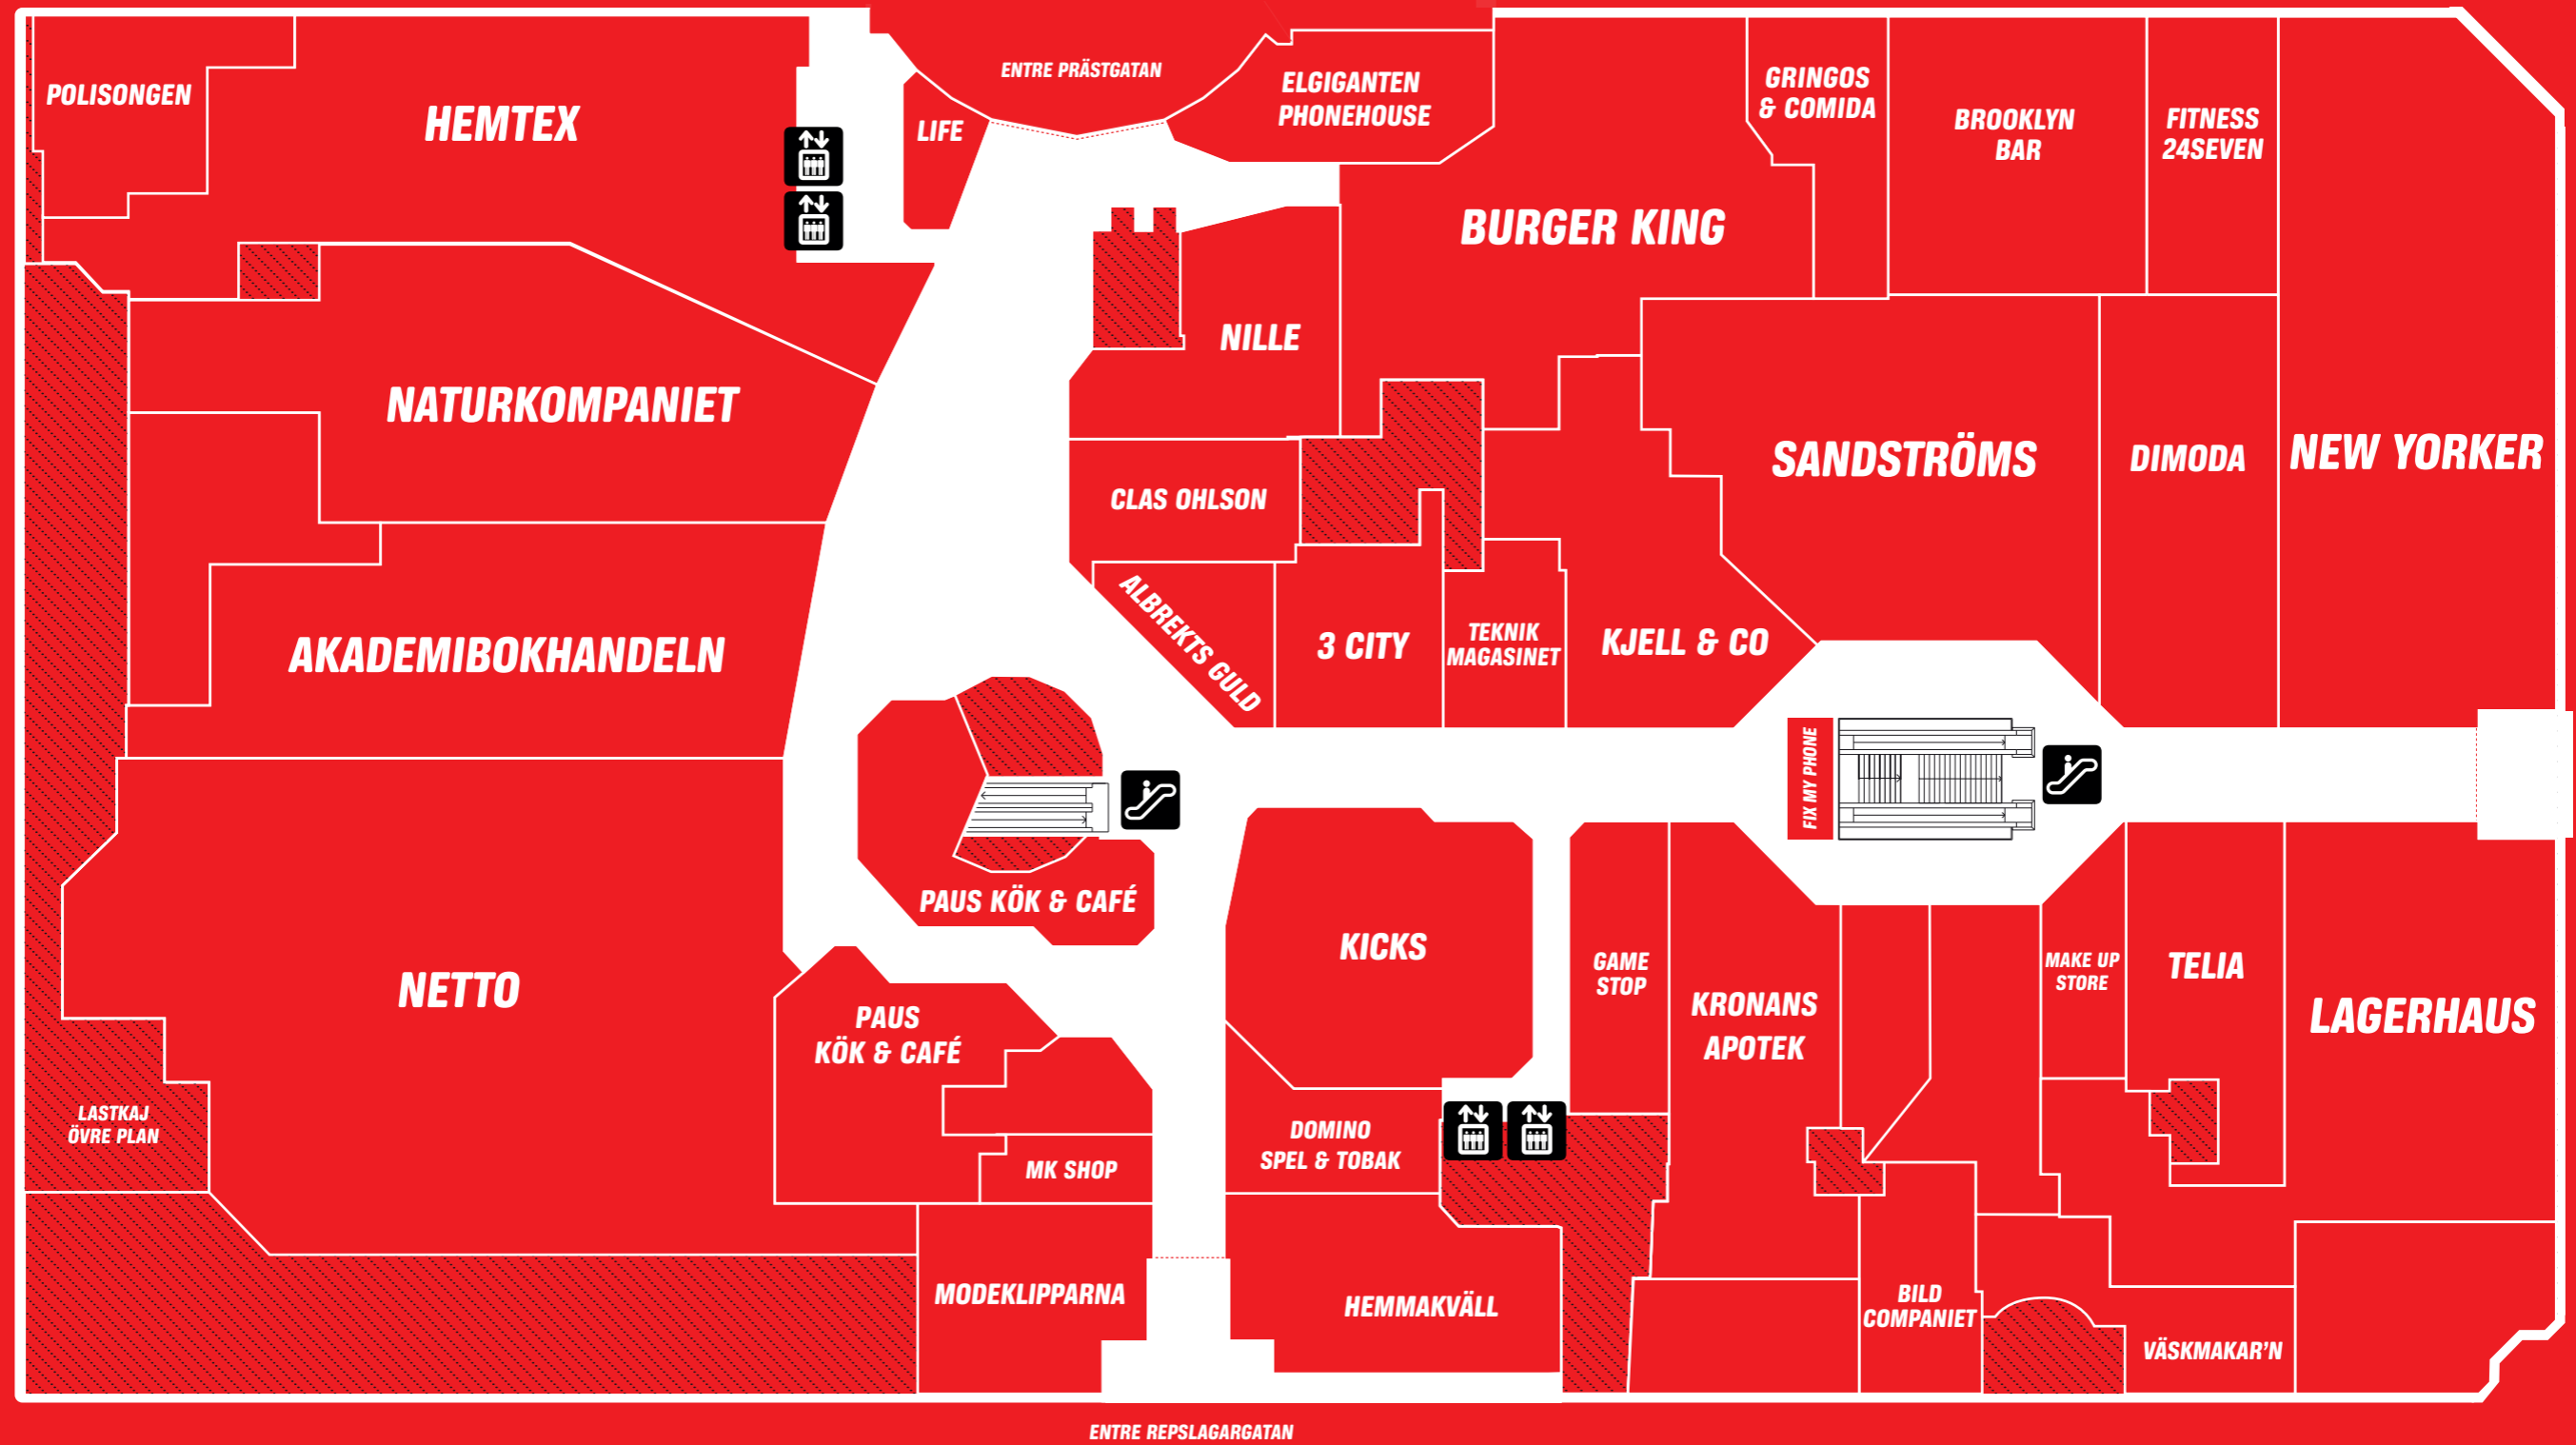 ENTRE PRÄSTGATAN
POLISONGEN
HEMTEX
LIFE
ELGIGANTEN
PHONEHOUSE
GRINGOS
& COMIDA
BROOKLYN
BAR
FITNESS
24SEVEN
BURGER KING
NILLE
NATURKOMPANIET
CLAS OHLSON
SANDSTRÖMS
DIMODA
NEW YORKER
AKADEMIBOKHANDELN
ALBREKTS GULD
3 CITY
TEKNIK
MAGASINET
KJELL & CO
FIX MY PHONE
PAUS KÖK & CAFÉ
KICKS
GAME
STOP
KRONANS
APOTEK
MAKE UP
STORE
TELIA
LAGERHAUS
NETTO
PAUS
KÖK & CAFÉ
LASTKAJ
ÖVRE PLAN
MK SHOP
DOMINO
SPEL & TOBAK
MODEKLIPPARNA
HEMMAKVÄLL
BILD
COMPANIET
VÄSKMAKAR'N
ENTRE REPSLAGARGATAN